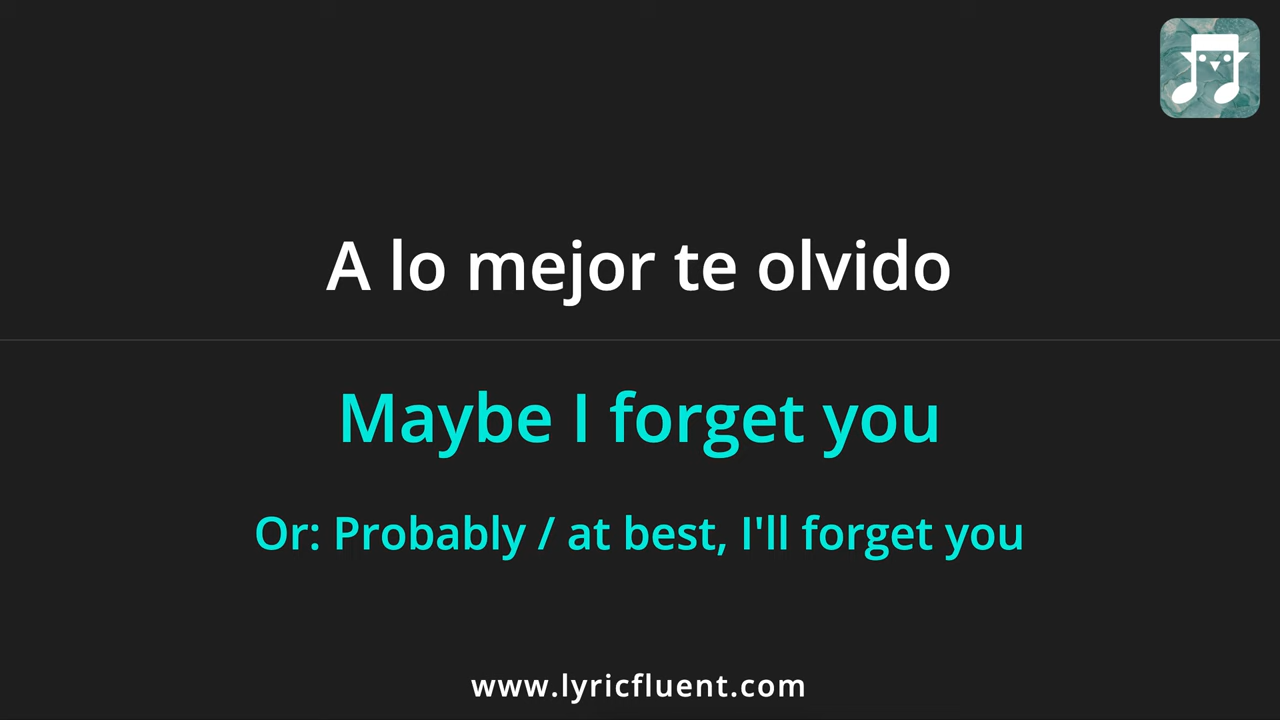 A lo mejor te olvido
Maybe I forget you
Or: Probably / at best, I'll forget you
www.lyricfluent.com